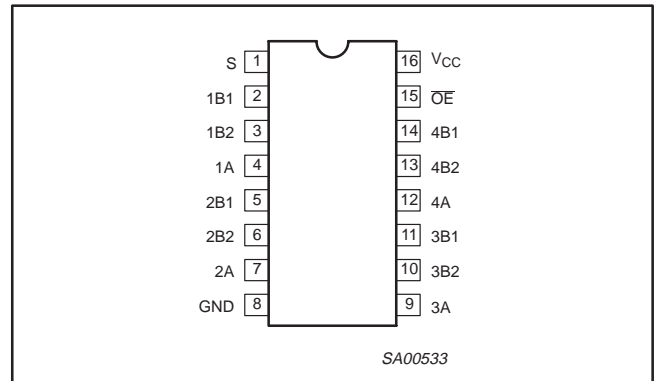 S 1 16 VCC
1B1 2 15 O̅E̅
1B2 3 14 4B1
1A 4 13 4B2
2B1 5 12 4A
2B2 6 11 3B1
2A 7 10 3B2
GND 8 9 3A
SA00533